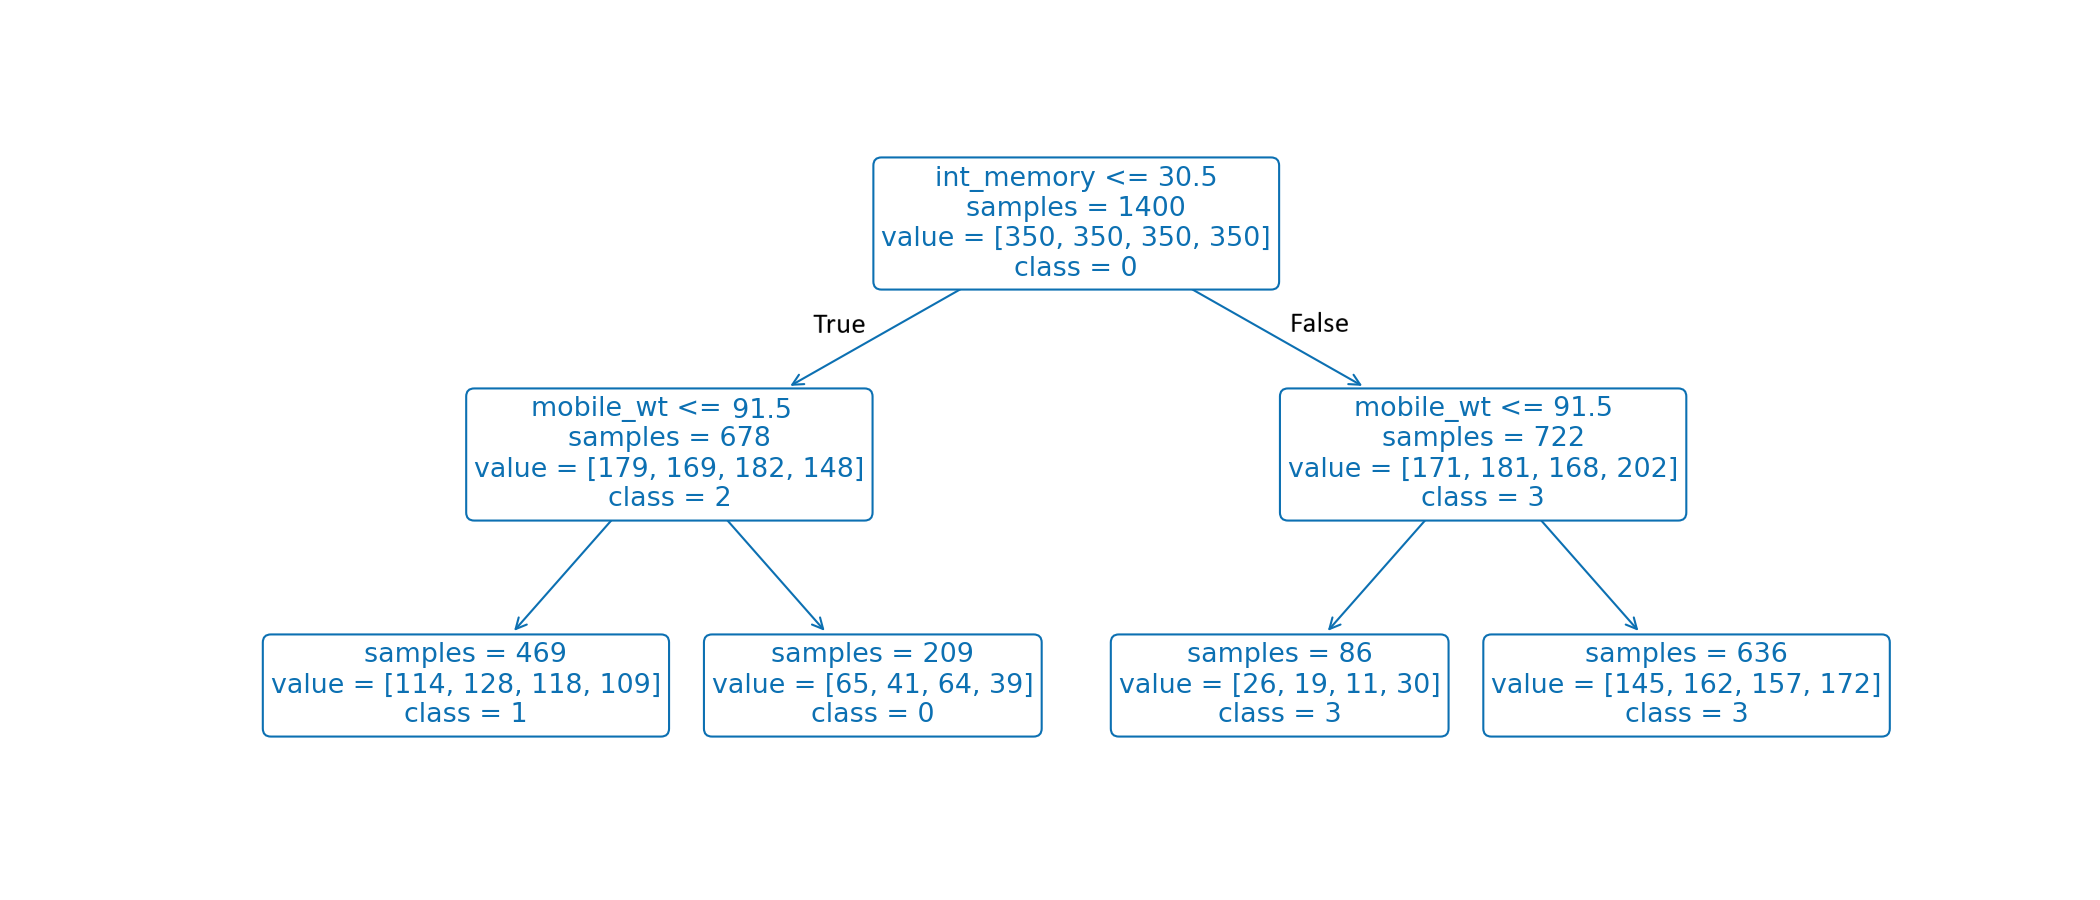 int_memory <= 30.5
samples = 1400
value = [350, 350, 350, 350]
class = 0
True
False
mobile_wt <= 91.5
samples = 678
value = [179, 169, 182, 148]
class = 2
mobile_wt <= 91.5
samples = 722
value = [171, 181, 168, 202]
class = 3
samples = 469
value = [114, 128, 118, 109]
class = 1
samples = 209
value = [65, 41, 64, 39]
class = 0
samples = 86
value = [26, 19, 11, 30]
class = 3
samples = 636
value = [145, 162, 157, 172]
class = 3